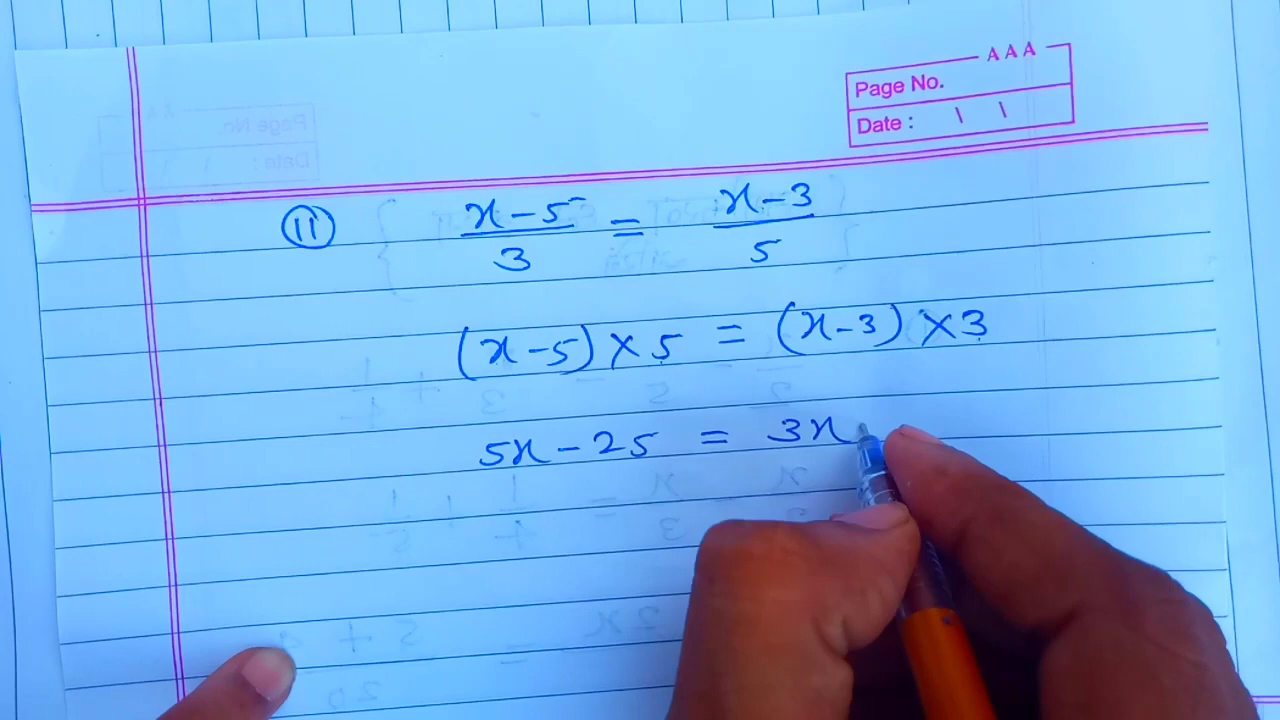 AAA
Page No.
Date : \ \
(11) x-5/3 = x-3/5
(x-5)×5 = (x-3)×3
5x-25 = 3x